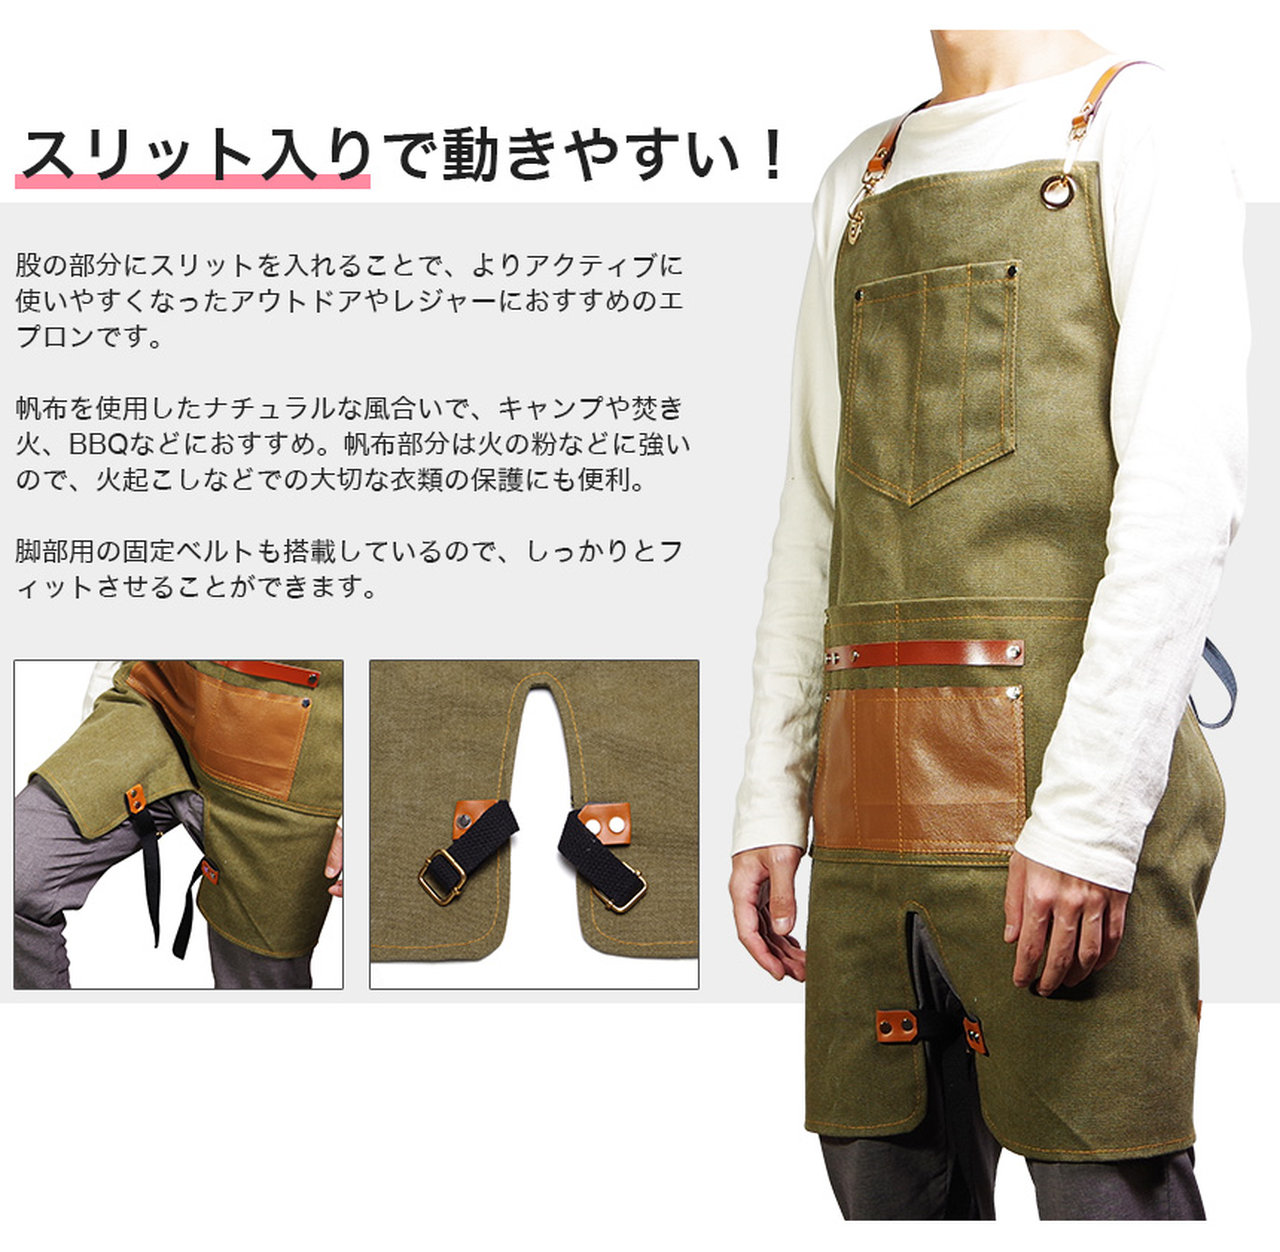 スリット入りで動きやすい！
股の部分にスリットを入れることで、よりアクティブに
使いやすくなったアウトドアやレジャーにおすすめのエ
プロンです。
帆布を使用したナチュラルな風合いで、キャンプや焚き
火、BBQなどにおすすめ。帆布部分は火の粉などに強い
ので、火起こしなどでの大切な衣類の保護にも便利。
脚部用の固定ベルトも搭載しているので、しっかりとフ
ィットさせることができます。